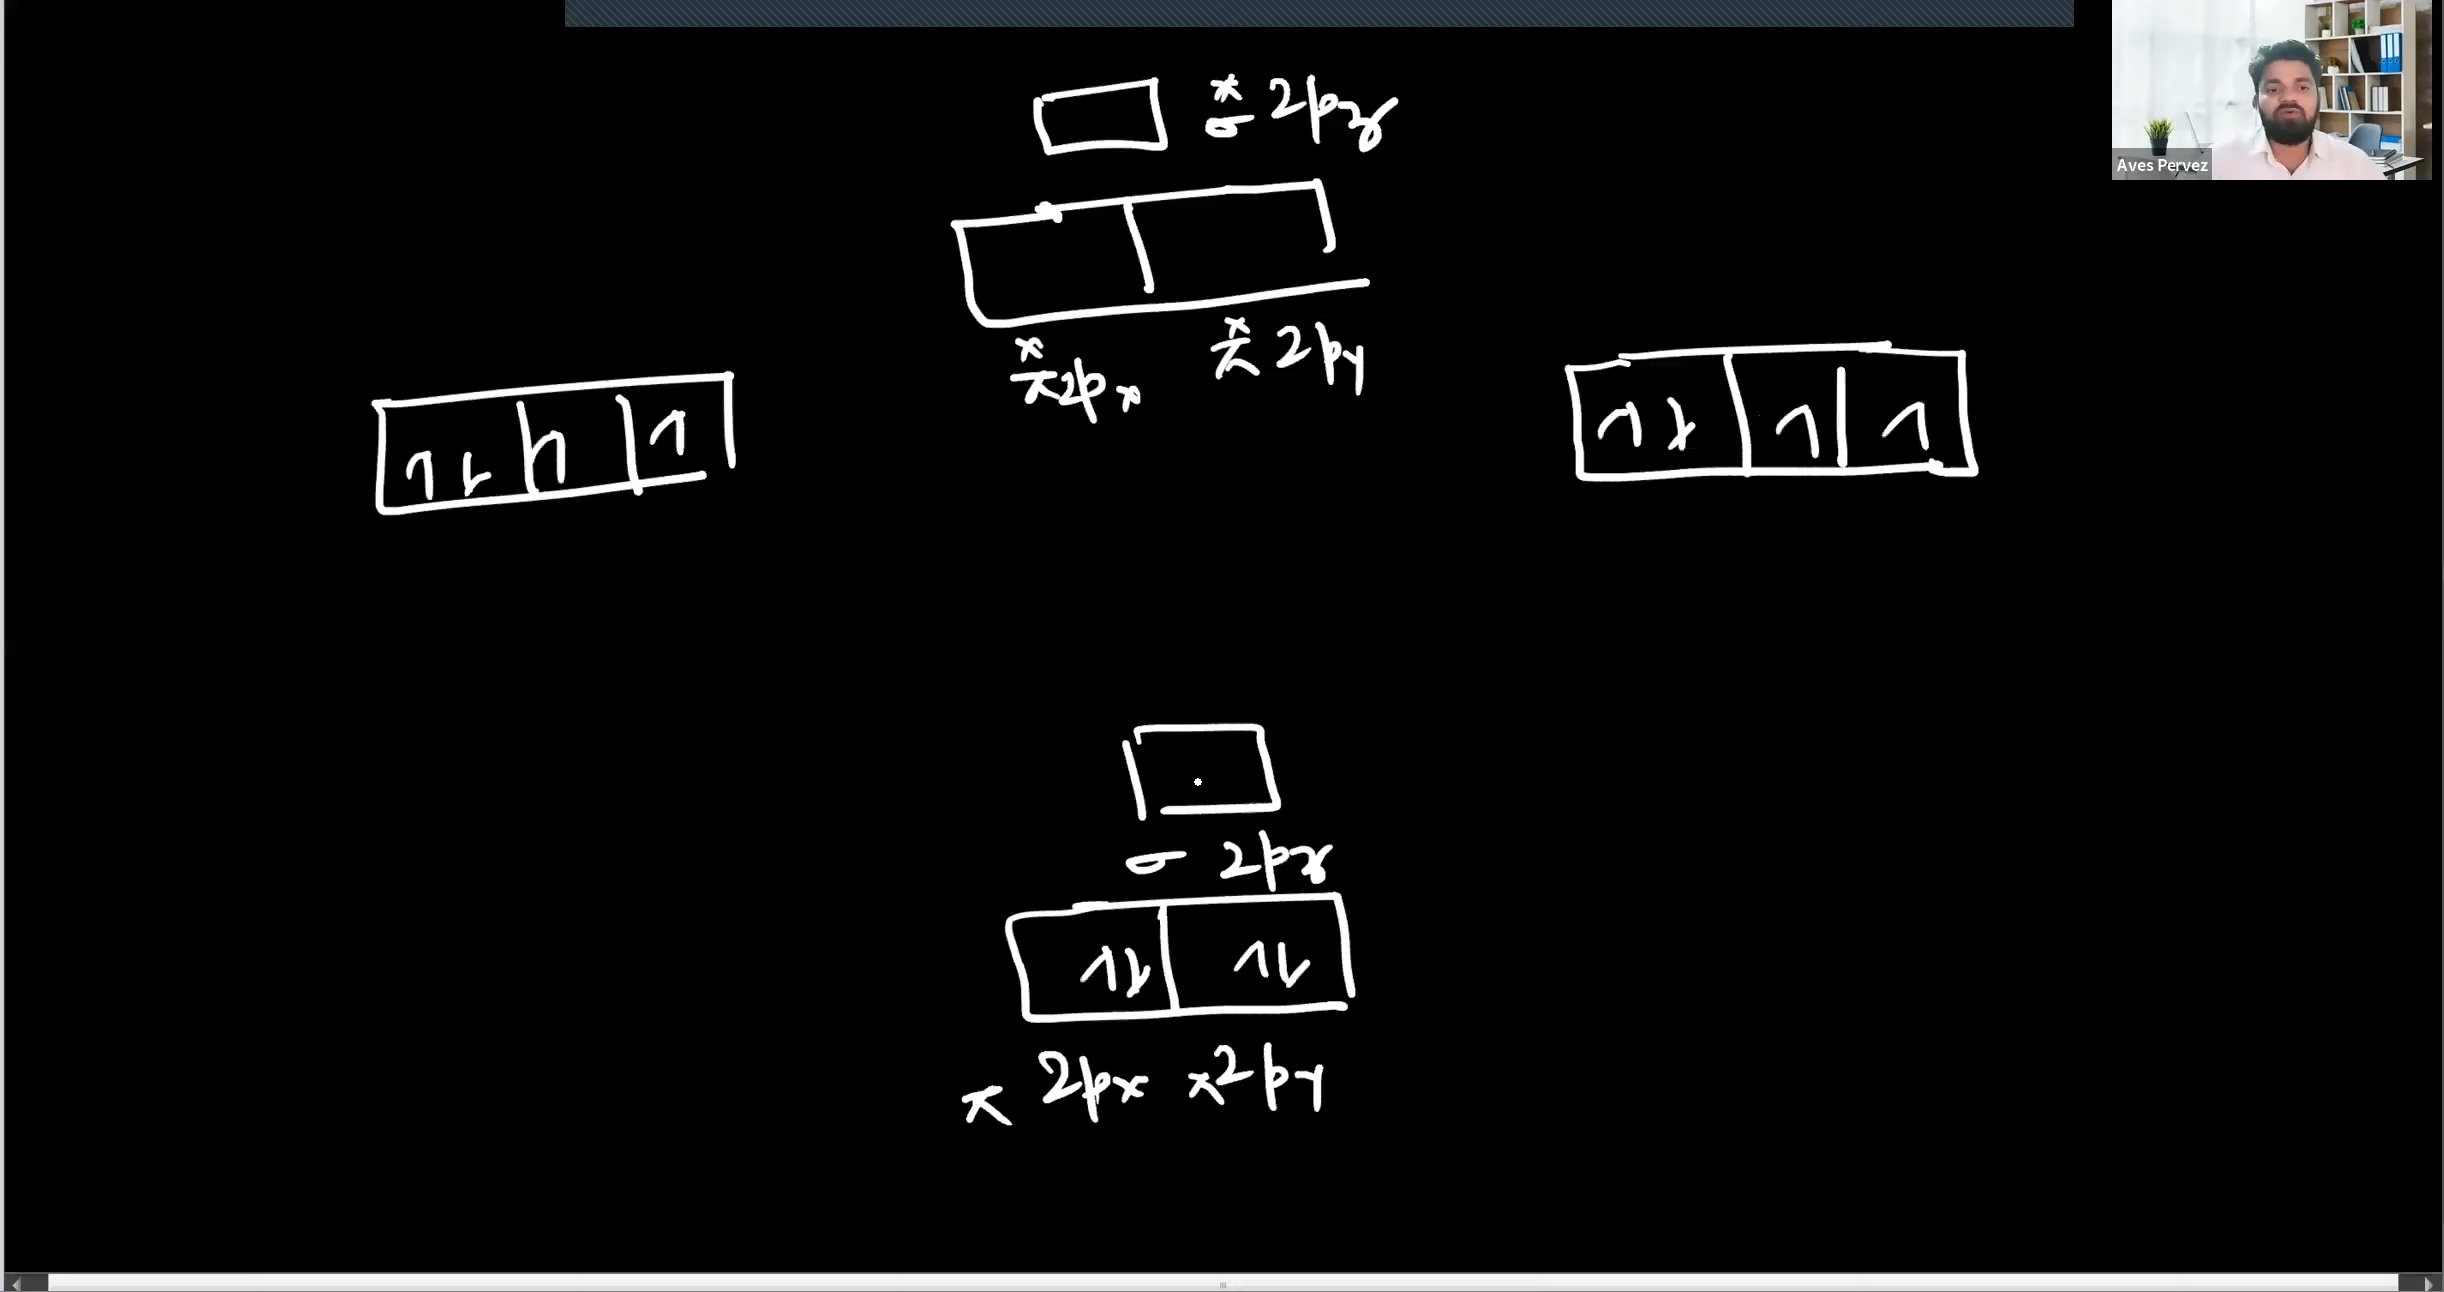 Aves Pervez
σ* 2pz
π* 2px
π* 2py
↑↓ ↑ ↑
↑↓ ↑ ↑
σ 2pz
↑↓ ↑↓
π 2px π 2py